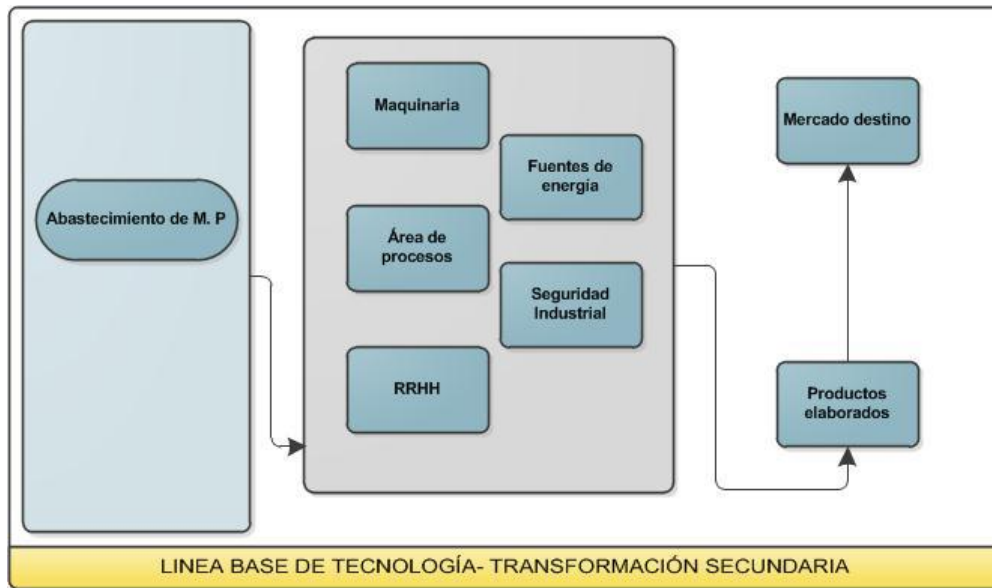 Abastecimiento de M. P
Maquinaria
Fuentes de
energía
Área de
procesos
Seguridad
Industrial
RRHH
Mercado destino
Productos
elaborados
LINEA BASE DE TECNOLOGÍA- TRANSFORMACIÓN SECUNDARIA